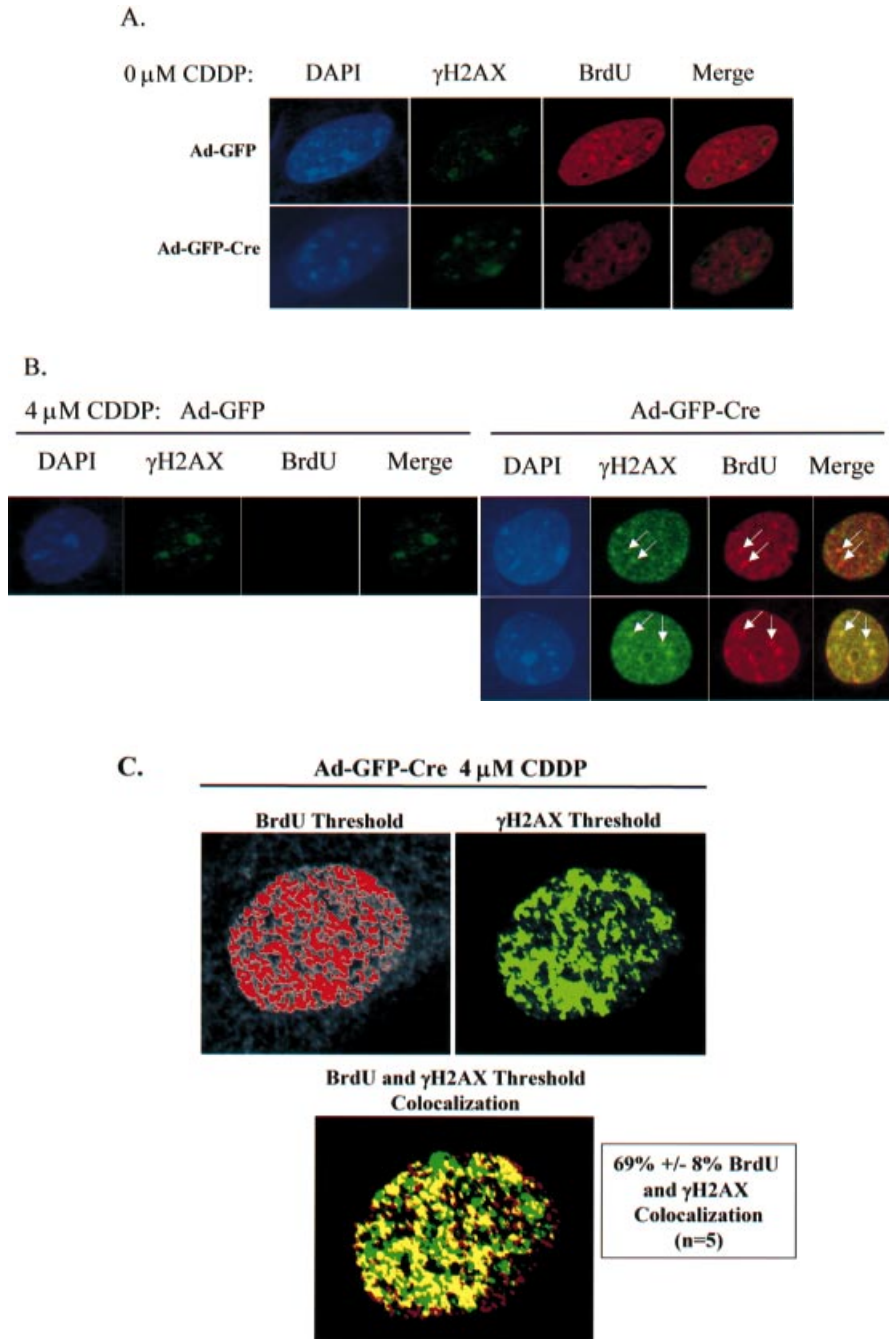 A.
0 μM CDDP: DAPI γH2AX BrdU Merge
Ad-GFP
Ad-GFP-Cre
B.
4 μM CDDP: Ad-GFP
DAPI γH2AX BrdU Merge
Ad-GFP-Cre
DAPI γH2AX BrdU Merge
C.
Ad-GFP-Cre 4 μM CDDP
BrdU Threshold
γH2AX Threshold
BrdU and γH2AX Threshold
Colocalization
69% +/- 8% BrdU
and γH2AX
Colocalization
(n=5)